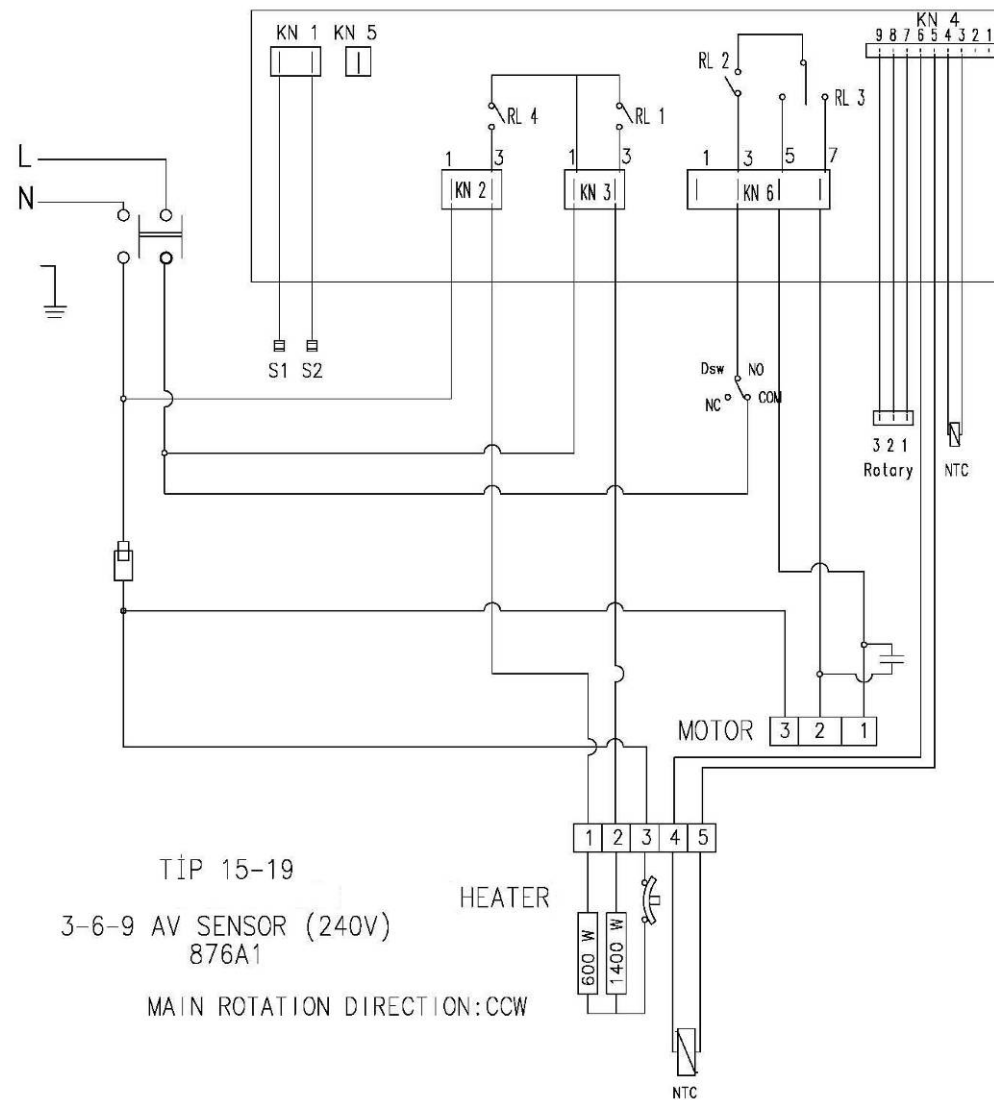 KN 1 KN 5
KN 4
9 8 7 6 5 4 3 2 1
RL 2
RL 3
RL 4
RL 1
L
N
1 3
KN 2
1 3
KN 3
1 3 5 7
KN 6
S1 S2
Dsw NO
NC COM
3 2 1
Rotary
NTC
MOTOR 3 2 1
1 2 3 4 5
HEATER
600 W
1400 W
NTC
TİP 15-19
3-6-9 AV SENSOR (240V)
876A1
MAIN ROTATION DIRECTION:CCW